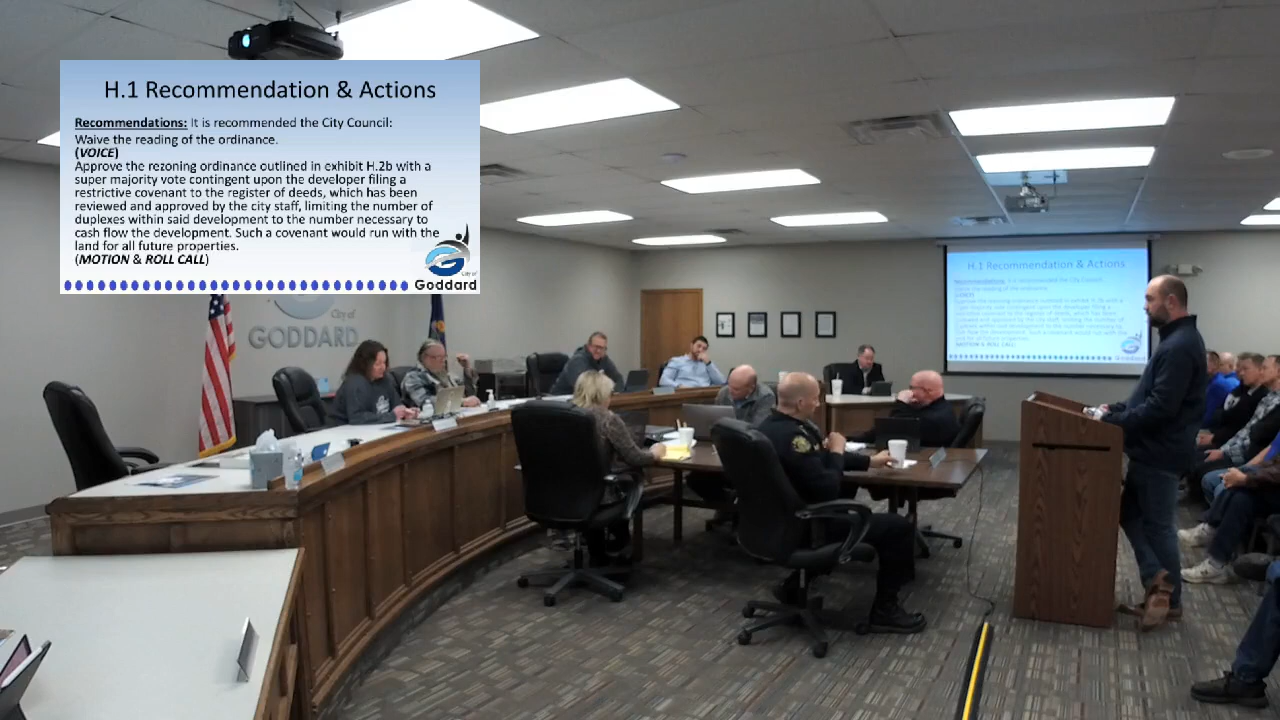 H.1 Recommendation & Actions
Recommendations: It is recommended the City Council:
Waive the reading of the ordinance.
(VOICE)
Approve the rezoning ordinance outlined in exhibit H.2b with a
super majority vote contingent upon the developer filing a
restrictive covenant to the register of deeds, which has been
reviewed and approved by the city staff, limiting the number of
duplexes within said development to the number necessary to
cash flow the development. Such a covenant would run with the
land for all future properties.
(MOTION & ROLL CALL)
City of
Goddard
City of
GODDARD
H.1 Recommendation & Actions
(MOTION & ROLL CALL)